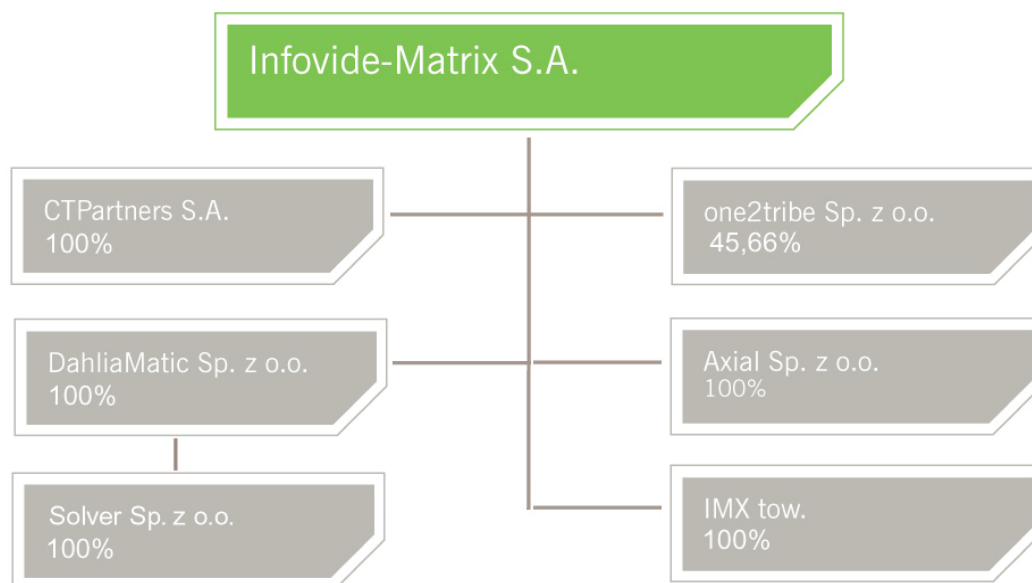 Infovide-Matrix S.A.
CTPartners S.A.
100%
one2tribe Sp. z o.o.
45,66%
DahliaMatic Sp. z o.o.
100%
Axial Sp. z o.o.
100%
Solver Sp. z o.o.
100%
IMX tow.
100%